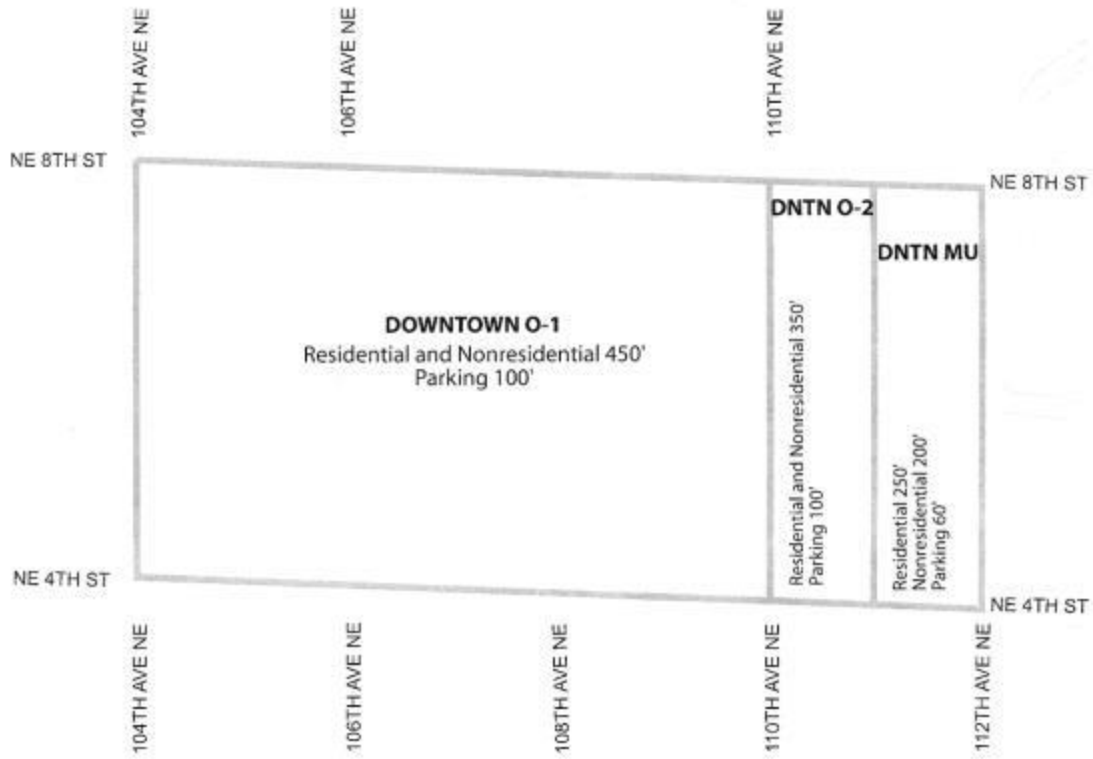 104TH AVE NE
106TH AVE NE
110TH AVE NE
NE 8TH ST
NE 8TH ST
DNTN O-2
DNTN MU
DOWNTOWN O-1
Residential and Nonresidential 450'
Parking 100'
Residential and Nonresidential 350'
Parking 100'
Residential 250'
Nonresidential 200'
Parking 60'
NE 4TH ST
NE 4TH ST
104TH AVE NE
106TH AVE NE
108TH AVE NE
110TH AVE NE
112TH AVE NE